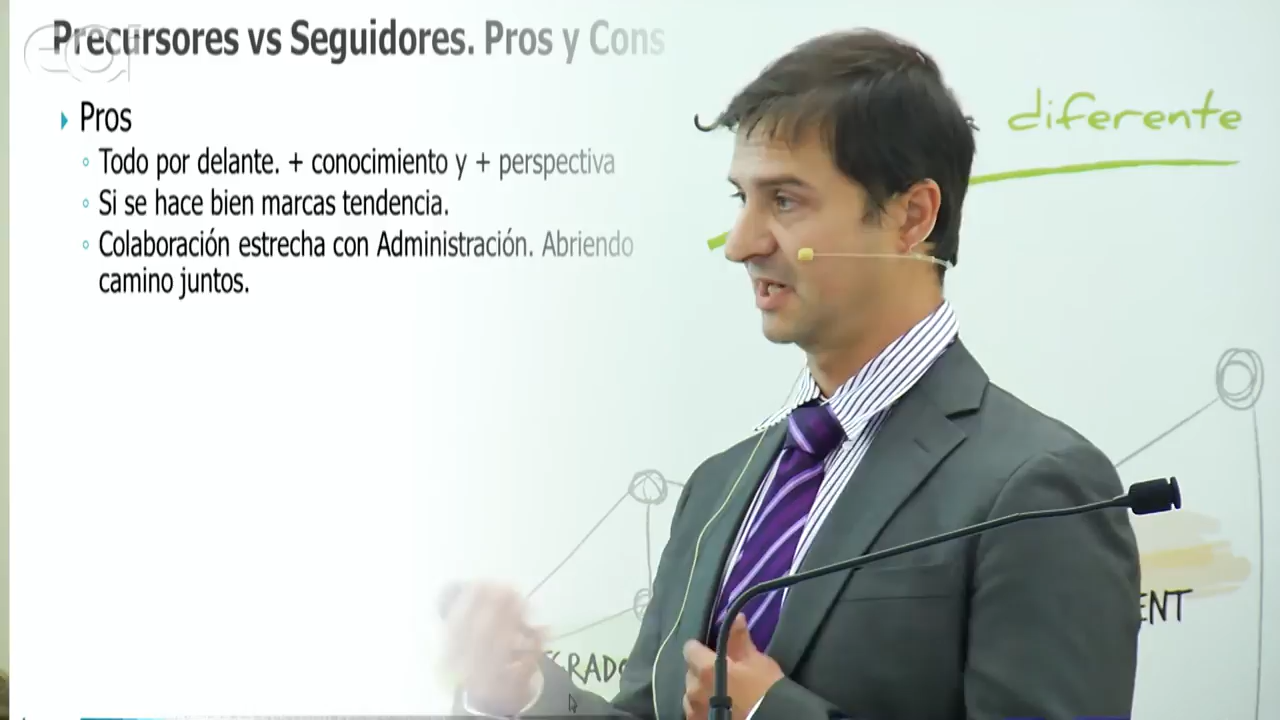 Precursores vs Seguidores. Pros y Cons
eoi
diferente
Pros
Todo por delante. + conocimiento y + perspectiva
Si se hace bien marcas tendencia.
Colaboración estrecha con Administración. Abriendo
camino juntos.